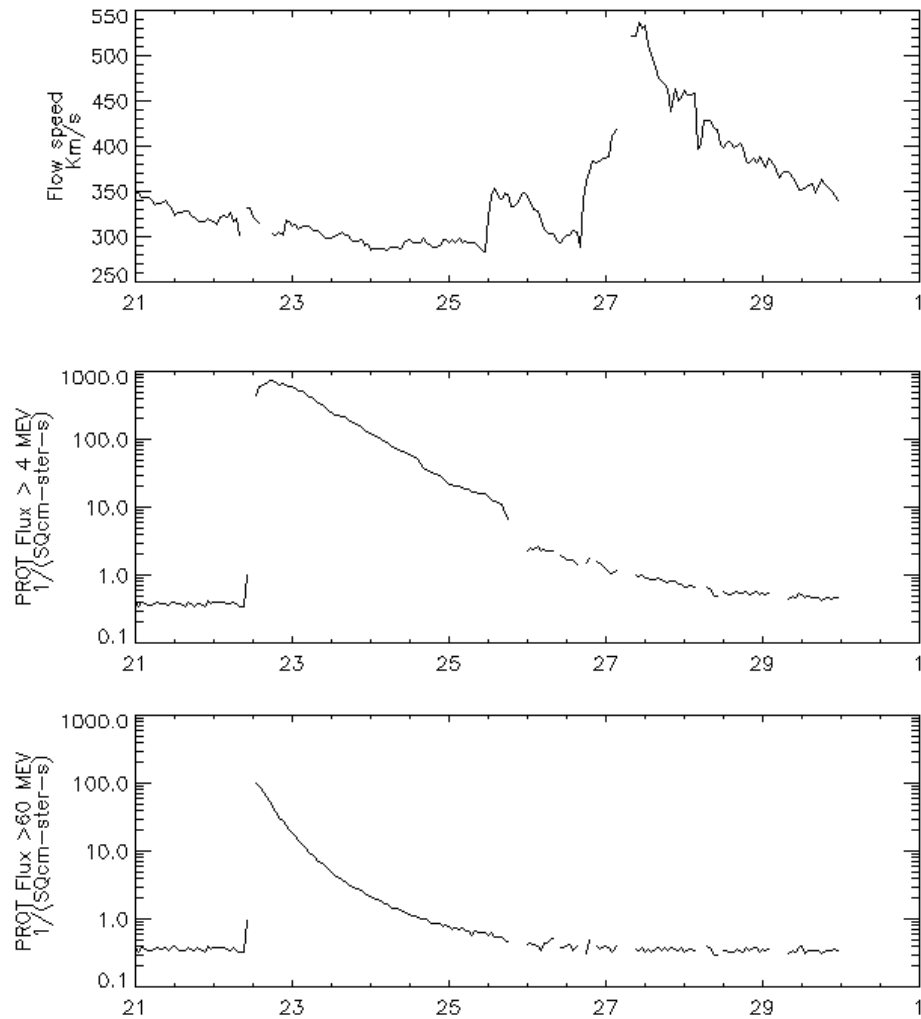 550
500
450
400
350
300
250
Flow speed
Km/s
21 23 25 27 29 1
1000.0
100.0
10.0
1.0
0.1
PROT Flux > 4 MEV
1/(SQcm-ster-s)
21 23 25 27 29 1
1000.0
100.0
10.0
1.0
0.1
PROT Flux >60 MEV
1/(SQcm-ster-s)
21 23 25 27 29 1